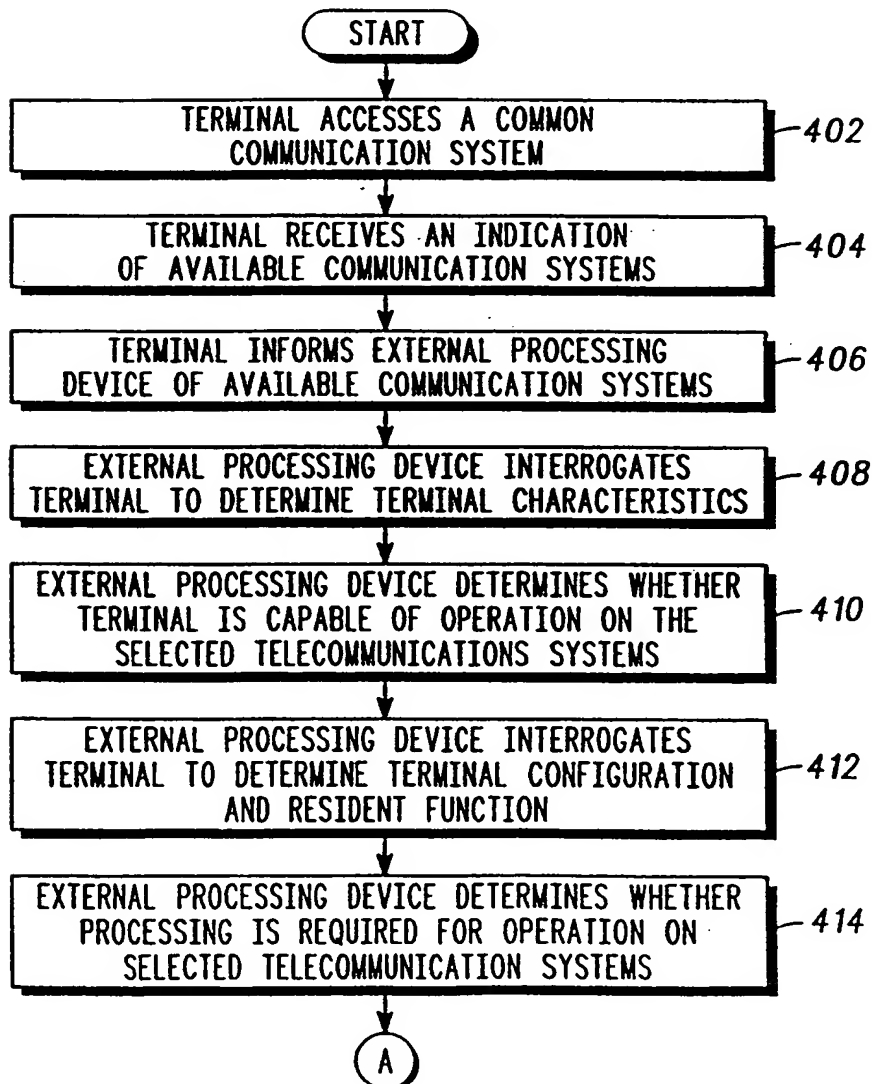 START
TERMINAL ACCESSES A COMMON
COMMUNICATION SYSTEM
402
TERMINAL RECEIVES AN INDICATION
OF AVAILABLE COMMUNICATION SYSTEMS
404
TERMINAL INFORMS EXTERNAL PROCESSING
DEVICE OF AVAILABLE COMMUNICATION SYSTEMS
406
EXTERNAL PROCESSING DEVICE INTERROGATES
TERMINAL TO DETERMINE TERMINAL CHARACTERISTICS
408
EXTERNAL PROCESSING DEVICE DETERMINES WHETHER
TERMINAL IS CAPABLE OF OPERATION ON THE
SELECTED TELECOMMUNICATIONS SYSTEMS
410
EXTERNAL PROCESSING DEVICE INTERROGATES
TERMINAL TO DETERMINE TERMINAL CONFIGURATION
AND RESIDENT FUNCTION
412
EXTERNAL PROCESSING DEVICE DETERMINES WHETHER
PROCESSING IS REQUIRED FOR OPERATION ON
SELECTED TELECOMMUNICATION SYSTEMS
414
A